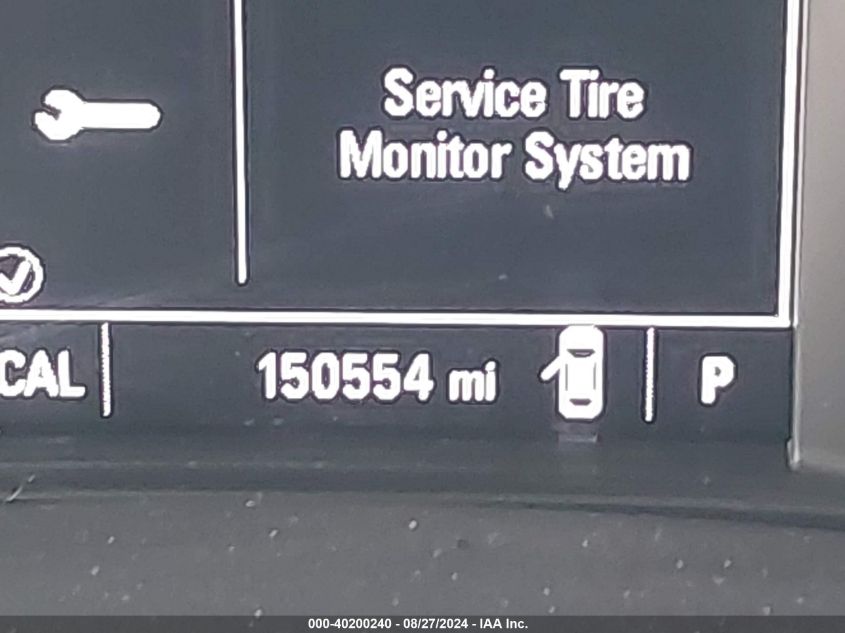 Service Tire
Monitor System
CAL
150554 mi
P
000-40200240 - 08/27/2024 - IAA Inc.